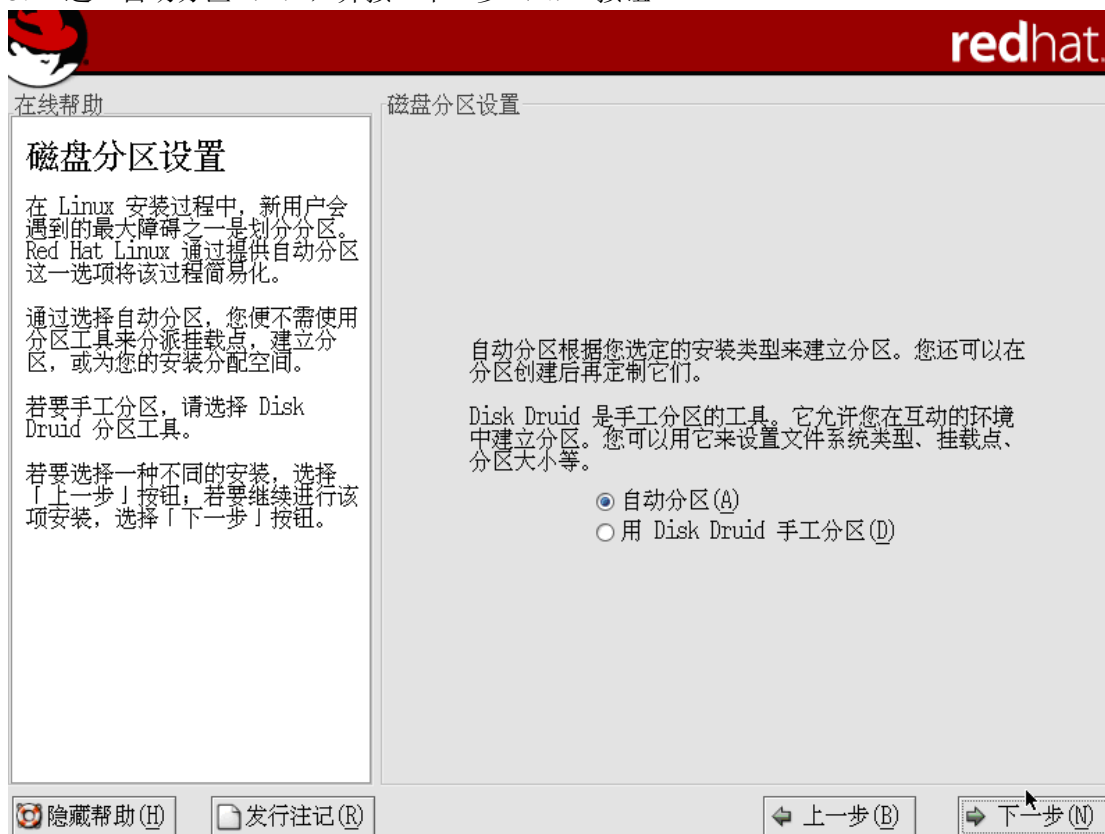 redhat.
在线帮助
磁盘分区设置
在 Linux 安装过程中，新用户会
遇到的最大障碍之一是划分分区。
Red Hat Linux 通过提供自动分区
这一选项将该过程简易化。
通过选择自动分区，您便不需使用
分区工具来分派挂载点，建立分
区，或为您的安装分配空间。
若要手工分区，请选择 Disk
Druid 分区工具。
若要选择一种不同的安装，选择
「上一步」按钮；若要继续进行该
项安装，选择「下一步」按钮。
磁盘分区设置
自动分区根据您选定的安装类型来建立分区。您还可以在
分区创建后再定制它们。
Disk Druid 是手工分区的工具。它允许您在互动的环境
中建立分区。您可以用它来设置文件系统类型、挂载点、
分区大小等。
自动分区(A)
用 Disk Druid 手工分区(D)
隐藏帮助(H)
发行注记(R)
上一步(B)
下一步(N)